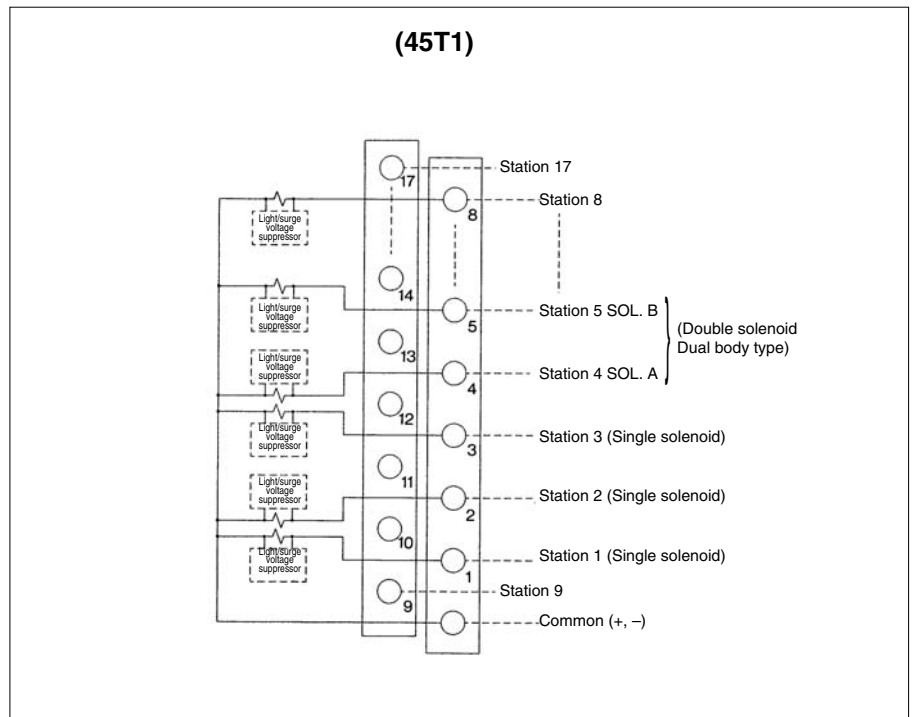 (45T1)
17
Station 17
8
Station 8
Light/surge
voltage
suppressor
14
Light/surge
voltage
suppressor
5
Station 5 SOL. B
(Double solenoid
Dual body type)
13
Light/surge
voltage
suppressor
4
Station 4 SOL. A
12
Light/surge
voltage
suppressor
3
Station 3 (Single solenoid)
11
Light/surge
voltage
suppressor
2
Station 2 (Single solenoid)
10
Light/surge
voltage
suppressor
1
Station 1 (Single solenoid)
9
Station 9
Common (+, –)